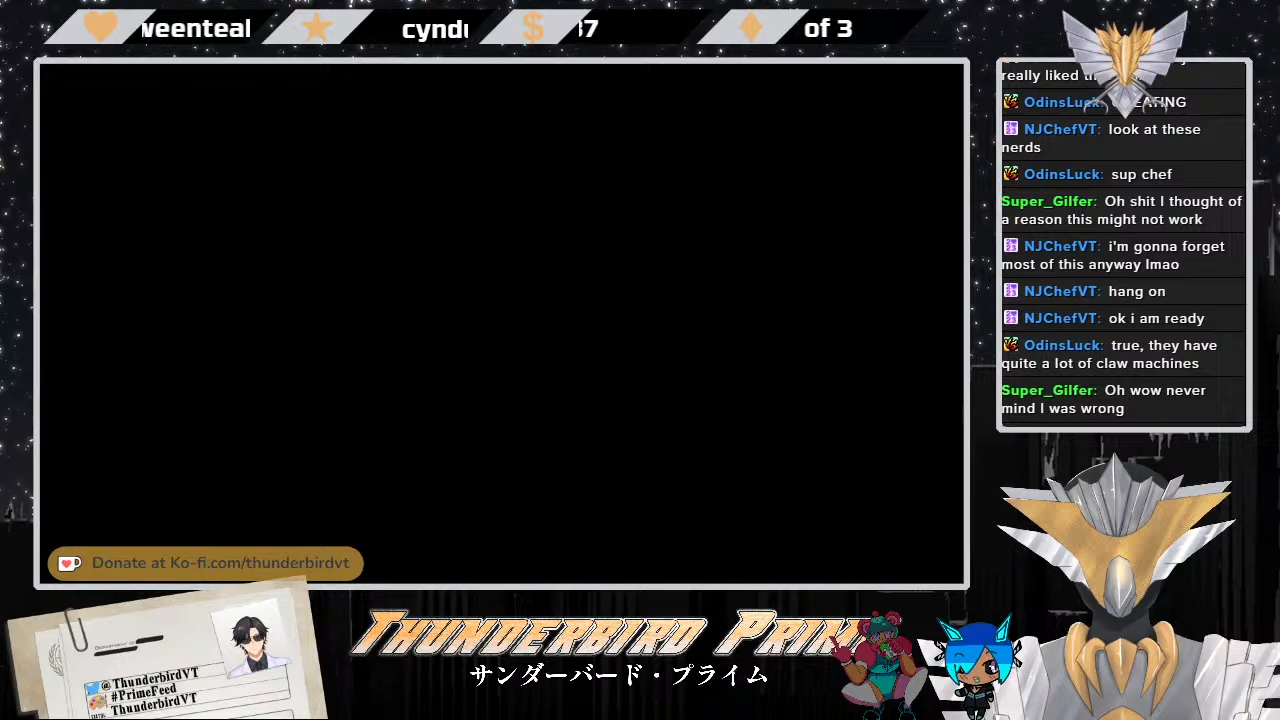 weenteal
cyndu
37
of 3
really liked
OdinsLuck: EATING
NJChefVT: look at these
nerds
OdinsLuck: sup chef
Super_Gilfer: Oh shit I thought of
a reason this might not work
NJChefVT: i'm gonna forget
most of this anyway lmao
NJChefVT: hang on
NJChefVT: ok i am ready
OdinsLuck: true, they have
quite a lot of claw machines
Super_Gilfer: Oh wow never
mind I was wrong
Donate at Ko-fi.com/thunderbirdvt
@ThunderbirdVT
#PrimeFeed
ThunderbirdVT
THUNDERBIRD PRIM
サンダーバード・プライム